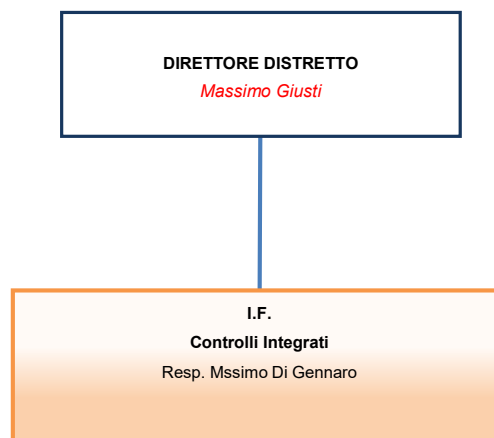 DIRETTORE DISTRETTO
Massimo Giusti
I.F.
Controlli Integrati
Resp. Mssimo Di Gennaro